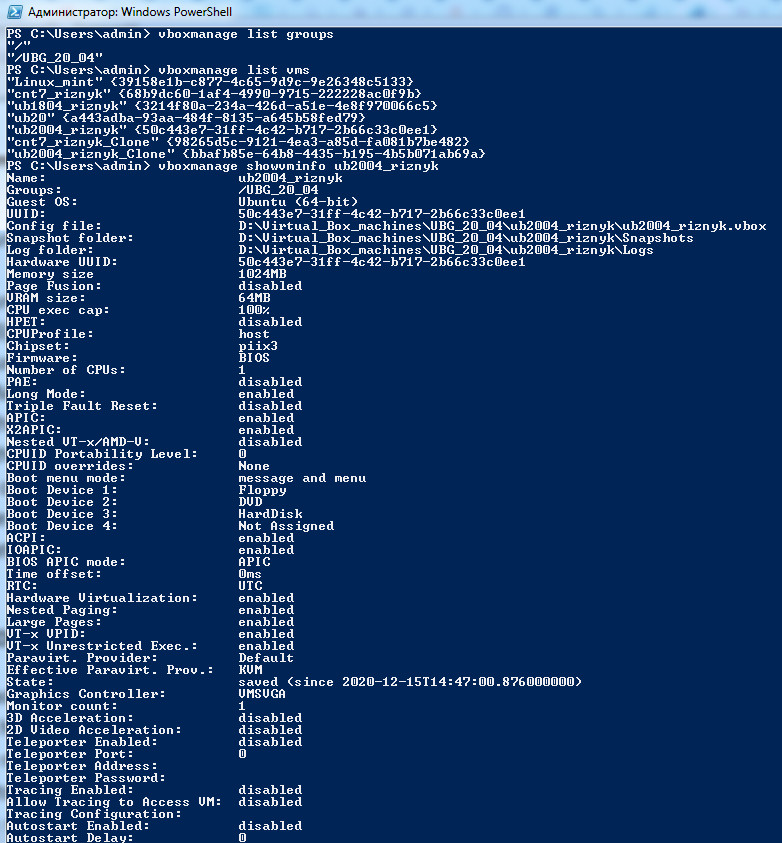 Администратор: Windows PowerShell
PS C:\Users\admin> vboxmanage list groups
"/"
"/UBG_20_04"
PS C:\Users\admin> vboxmanage list vms
"Linux_mint" {39158e1b-c877-4c65-9d9c-9e26348c5133}
"cnt7_riznyk" {68b9dc60-1af4-4990-9715-222228ac0f9b}
"ub1804_riznyk" {3214f80a-234a-426d-a51e-4e8f970066c5}
"ub20" {a443adba-93aa-484f-8135-a645b58fed79}
"ub2004_riznyk" {50c443e7-31ff-4c42-b717-2b66c33c0ee1}
"cnt7_riznyk_Clone" {98265d5c-9121-4ea3-a85d-fa081b7be482}
"ub2004_riznyk_Clone" {bbafb85e-64b8-4435-b195-4b5b071ab69a}
PS C:\Users\admin> vboxmanage showvminfo ub2004_riznyk
Name: ub2004_riznyk
Groups: /UBG_20_04
Guest OS: Ubuntu (64-bit)
UUID: 50c443e7-31ff-4c42-b717-2b66c33c0ee1
Config file: D:\Virtual_Box_machines\UBG_20_04\ub2004_riznyk\ub2004_riznyk.vbox
Snapshot folder: D:\Virtual_Box_machines\UBG_20_04\ub2004_riznyk\Snapshots
Log folder: D:\Virtual_Box_machines\UBG_20_04\ub2004_riznyk\Logs
Hardware UUID: 50c443e7-31ff-4c42-b717-2b66c33c0ee1
Memory size 1024MB
Page Fusion: disabled
VRAM size: 64MB
CPU exec cap: 100%
HPET: disabled
CPUProfile: host
Chipset: piix3
Firmware: BIOS
Number of CPUs: 1
PAE: disabled
Long Mode: enabled
Triple Fault Reset: disabled
APIC: enabled
X2APIC: enabled
Nested VT-x/AMD-V: disabled
CPUID Portability Level: 0
CPUID overrides: None
Boot menu mode: message and menu
Boot Device 1: Floppy
Boot Device 2: DVD
Boot Device 3: HardDisk
Boot Device 4: Not Assigned
ACPI: enabled
IOAPIC: enabled
BIOS APIC mode: APIC
Time offset: 0ms
RTC: UTC
Hardware Virtualization: enabled
Nested Paging: enabled
Large Pages: enabled
VT-x VPID: enabled
VT-x Unrestricted Exec.: enabled
Paravirt. Provider: Default
Effective Paravirt. Prov.: KVM
State: saved (since 2020-12-15T14:47:00.876000000)
Graphics Controller: VMSVGA
Monitor count: 1
3D Acceleration: disabled
2D Video Acceleration: disabled
Teleporter Enabled: disabled
Teleporter Port: 0
Teleporter Address:
Teleporter Password:
Tracing Enabled: disabled
Allow Tracing to Access VM: disabled
Tracing Configuration:
Autostart Enabled: disabled
Autostart Delay: 0